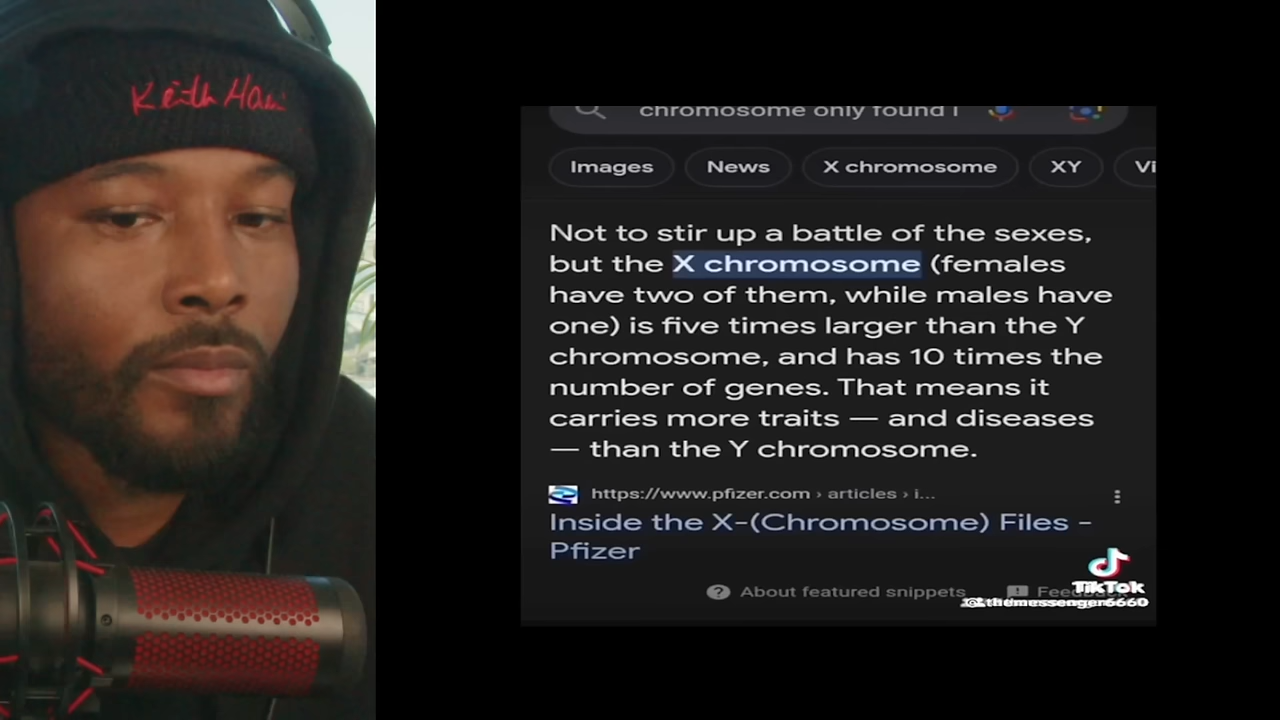 Keith Hari
chromosome only found i
Images
News
X chromosome
XY
Vi
Not to stir up a battle of the sexes,
but the X chromosome (females
have two of them, while males have
one) is five times larger than the Y
chromosome, and has 10 times the
number of genes. That means it
carries more traits — and diseases
— than the Y chromosome.
https://www.pfizer.com › articles › i...
Inside the X-(Chromosome) Files -
Pfizer
About featured snippets
Feedback
TikTok